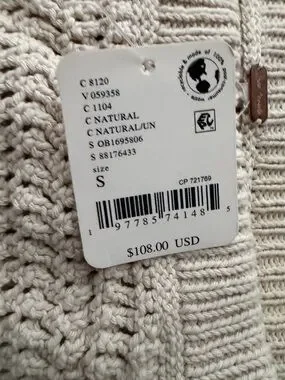 C 8120
V 059358
C 1104
C NATURAL
C NATURAL/UN
S OB1695806
S 88176433
size
S
CP 721769
1 97785 74148 5
$108.00 USD